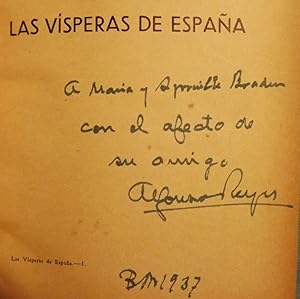 LAS VÍSPERAS DE ESPAÑA
A Maria y Spruille Braden
con el afecto de
su amigo
Alfonso Reyes
Las Vísperas de España.—1.
1937